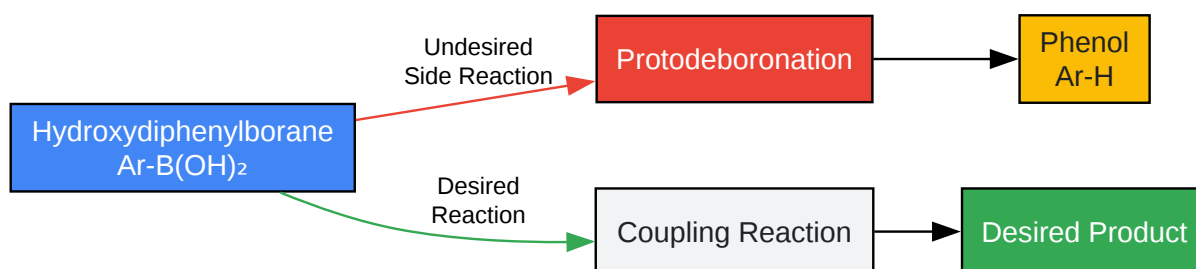 Undesired
Side Reaction
Protodeboronation
Phenol
Ar-H
Hydroxydiphenylborane
Ar-B(OH)₂
Desired
Reaction
Coupling Reaction
Desired Product